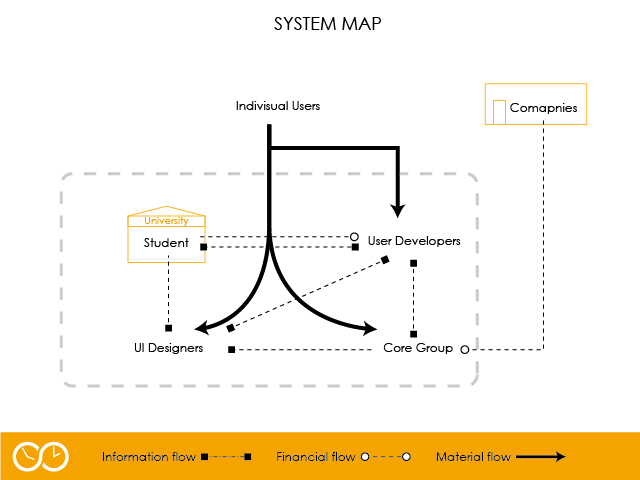 SYSTEM MAP
Indivisual Users
Comapnies
University
Student
User Developers
UI Designers
Core Group
Information flow
Financial flow
Material flow